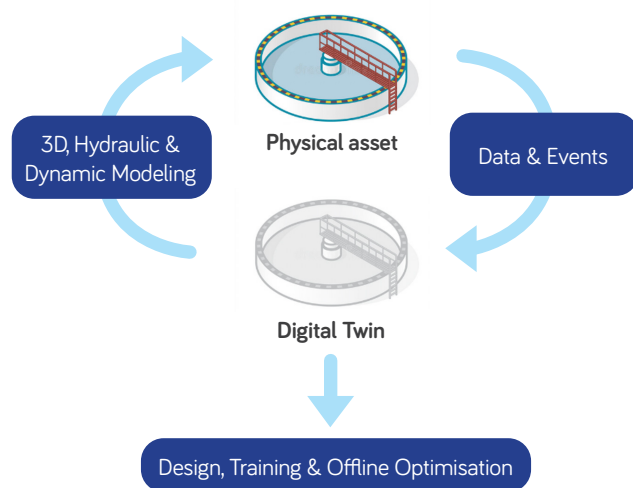 Physical asset
3D, Hydraulic &
Dynamic Modeling
Data & Events
Digital Twin
Design, Training & Offline Optimisation